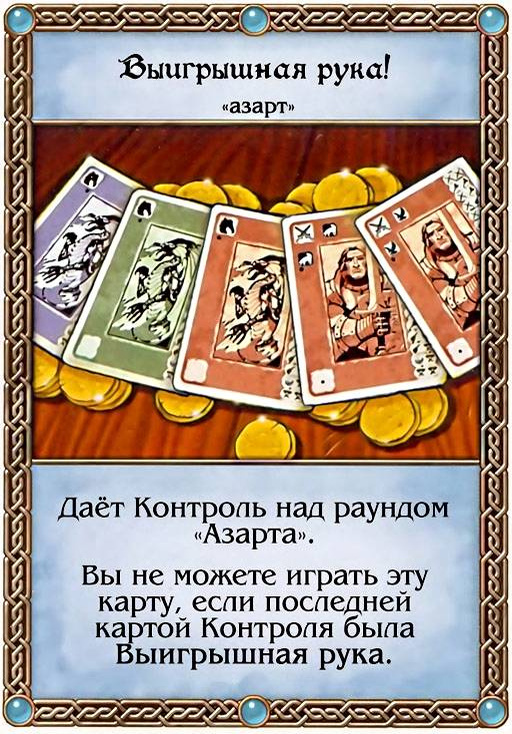 Выигрышная рука!
«азарт»
Даёт Контроль над раундом
«Азарта».
Вы не можете играть эту
карту, если последней
картой Контроля была
Выигрышная рука.